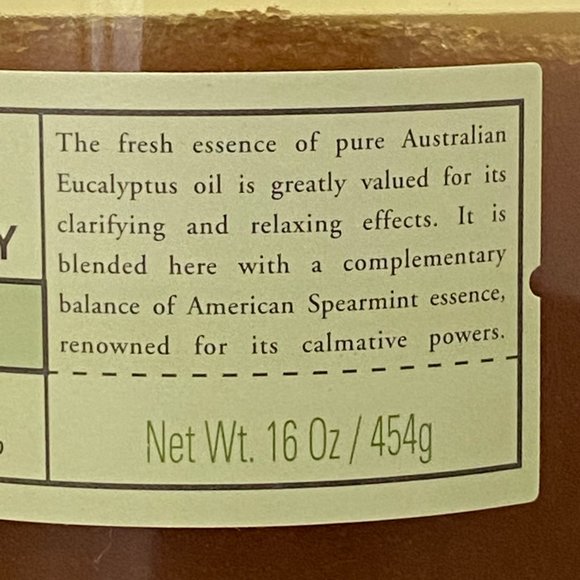 The fresh essence of pure Australian
Eucalyptus oil is greatly valued for its
clarifying and relaxing effects. It is
blended here with a complementary
balance of American Spearmint essence,
renowned for its calmative powers.
Y
Net Wt. 16 Oz / 454g